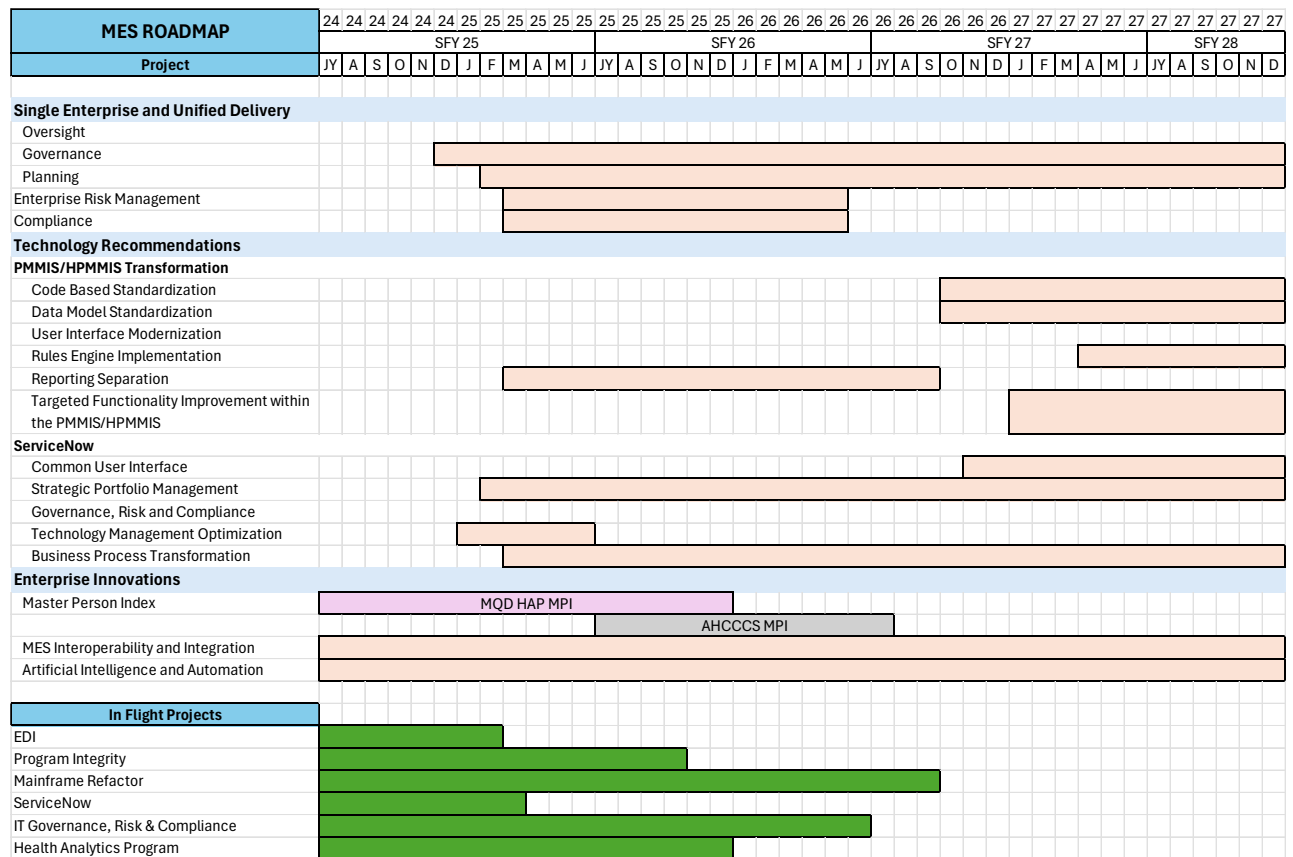 MES ROADMAP
24 24 24 24 24 24 25 25 25 25 25 25 25 25 25 25 25 25 26 26 26 26 26 26 26 26 26 26 26 26 27 27 27 27 27 27 27 27 27 27 27 27
SFY 25 SFY 26 SFY 27 SFY 28
Project JY A S O N D J F M A M J JY A S O N D J F M A M J JY A S O N D J F M A M J JY A S O N D
Single Enterprise and Unified Delivery
Oversight
Governance
Planning
Enterprise Risk Management
Compliance
Technology Recommendations
PMMIS/HPMMIS Transformation
Code Based Standardization
Data Model Standardization
User Interface Modernization
Rules Engine Implementation
Reporting Separation
Targeted Functionality Improvement within
the PMMIS/HPMMIS
ServiceNow
Common User Interface
Strategic Portfolio Management
Governance, Risk and Compliance
Technology Management Optimization
Business Process Transformation
Enterprise Innovations
Master Person Index MQD HAP MPI
AHCCCS MPI
MES Interoperability and Integration
Artificial Intelligence and Automation
In Flight Projects
EDI
Program Integrity
Mainframe Refactor
ServiceNow
IT Governance, Risk & Compliance
Health Analytics Program